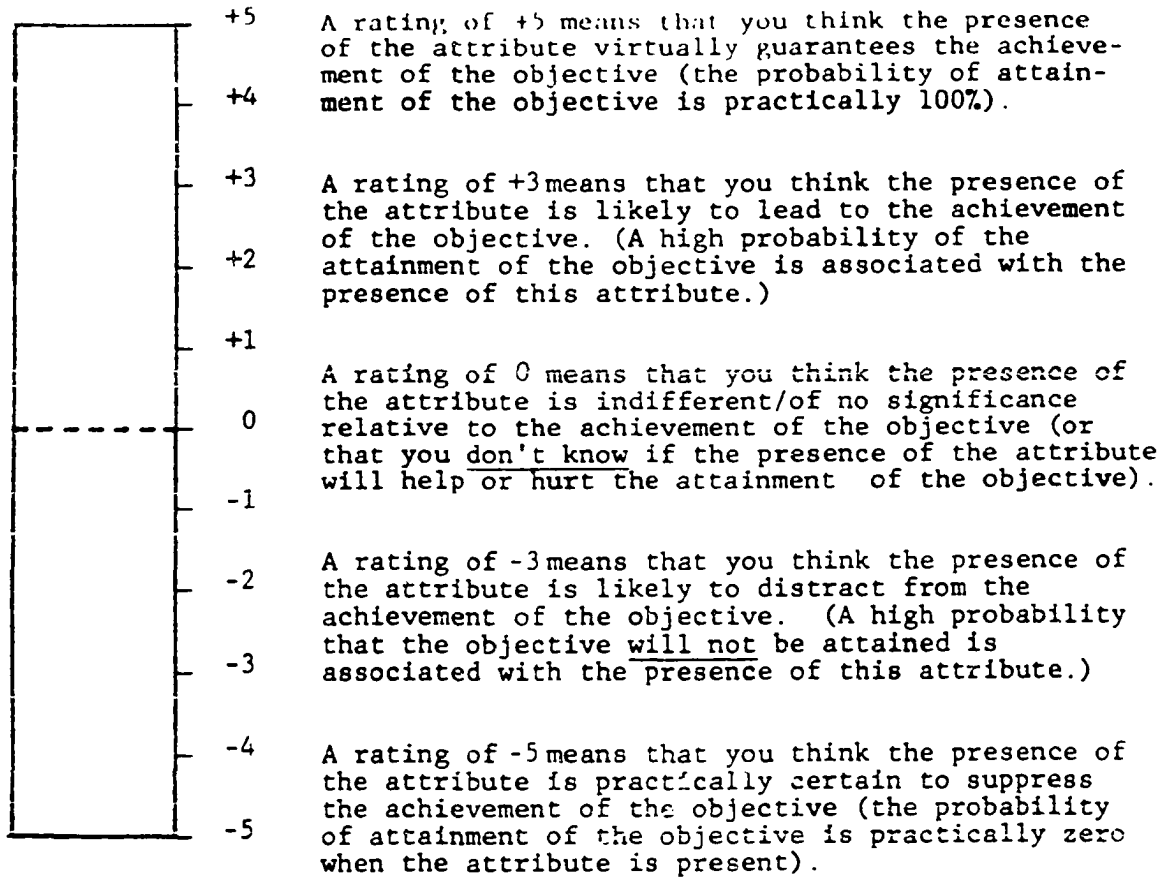 +5
A rating of +5 means that you think the presence
of the attribute virtually guarantees the achieve-
ment of the objective (the probability of attain-
+4
ment of the objective is practically 100%).
+3
A rating of +3 means that you think the presence of
the attribute is likely to lead to the achievement
of the objective. (A high probability of the
+2
attainment of the objective is associated with the
presence of this attribute.)
+1
A rating of 0 means that you think the presence of
the attribute is indifferent/of no significance
0
relative to the achievement of the objective (or
that you don't know if the presence of the attribute
will help or hurt the attainment of the objective).
-1
A rating of -3 means that you think the presence of
-2
the attribute is likely to distract from the
achievement of the objective. (A high probability
that the objective will not be attained is
-3
associated with the presence of this attribute.)
-4
A rating of -5 means that you think the presence of
the attribute is practically certain to suppress
the achievement of the objective (the probability
-5
of attainment of the objective is practically zero
when the attribute is present).